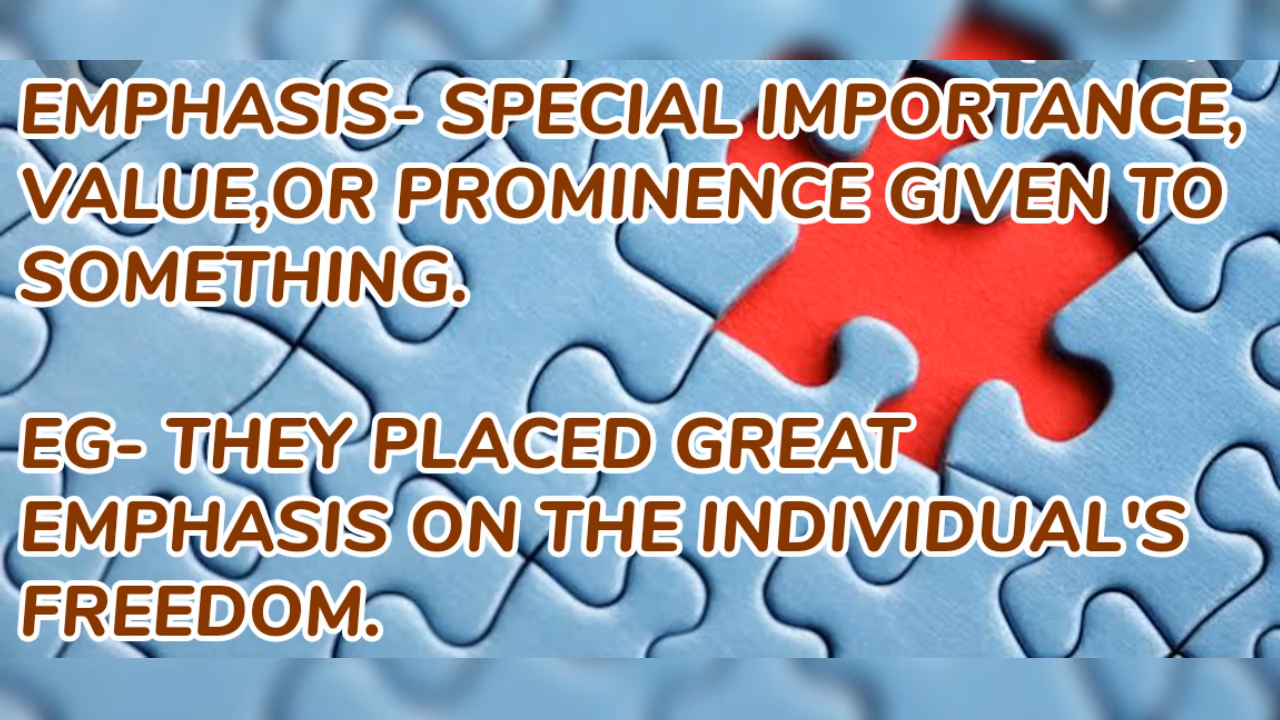 EMPHASIS- SPECIAL IMPORTANCE,
VALUE,OR PROMINENCE GIVEN TO
SOMETHING.
EG- THEY PLACED GREAT
EMPHASIS ON THE INDIVIDUAL'S
FREEDOM.